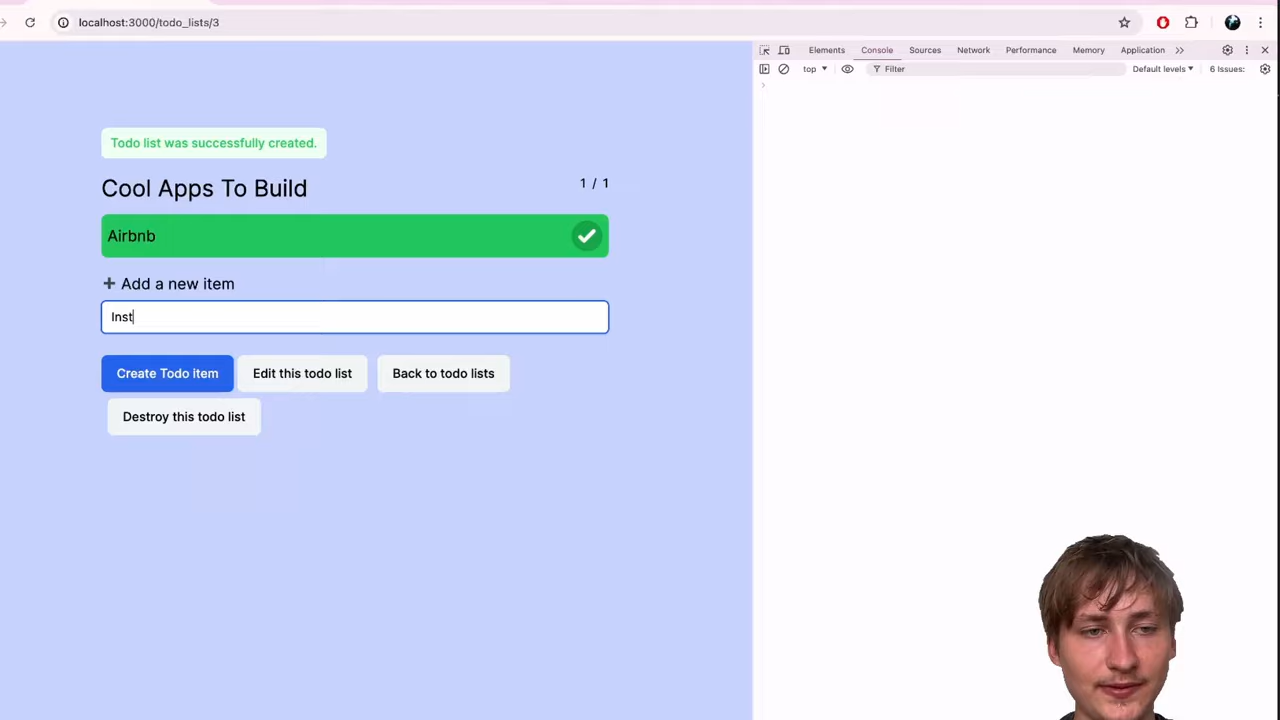 localhost:3000/todo_lists/3
Elements Console Sources Network Performance Memory Application
top Filter Default levels 6 Issues:
Todo list was successfully created.
Cool Apps To Build 1 / 1
Airbnb
+ Add a new item
Inst
Create Todo item Edit this todo list Back to todo lists
Destroy this todo list